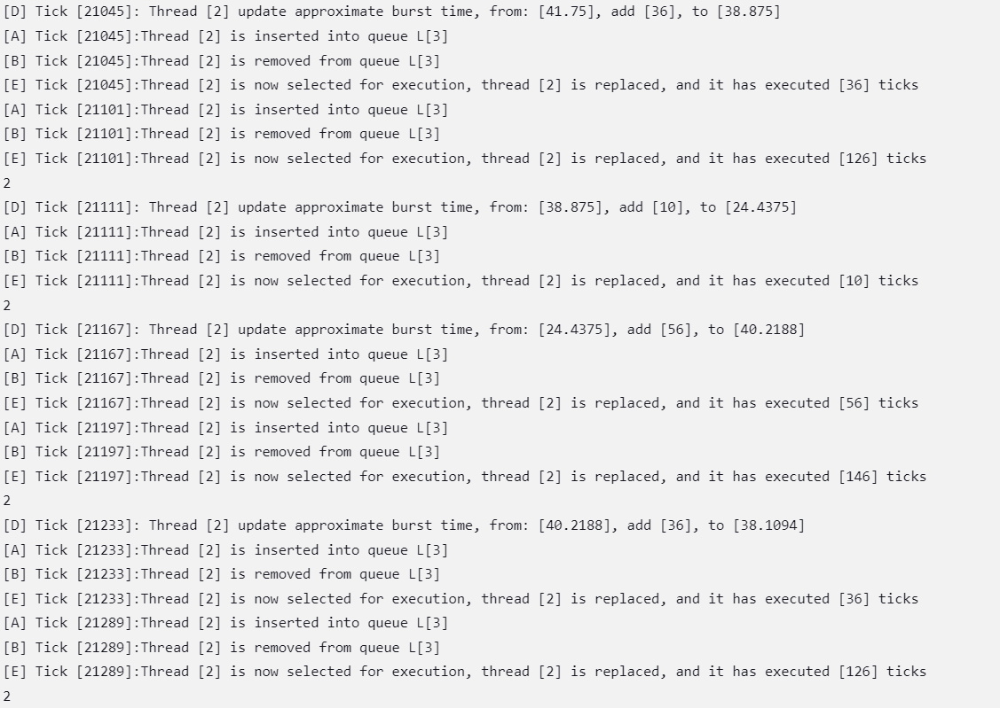 [D] Tick [21045]: Thread [2] update approximate burst time, from: [41.75], add [36], to [38.875]
[A] Tick [21045]:Thread [2] is inserted into queue L[3]
[B] Tick [21045]:Thread [2] is removed from queue L[3]
[E] Tick [21045]:Thread [2] is now selected for execution, thread [2] is replaced, and it has executed [36] ticks
[A] Tick [21101]:Thread [2] is inserted into queue L[3]
[B] Tick [21101]:Thread [2] is removed from queue L[3]
[E] Tick [21101]:Thread [2] is now selected for execution, thread [2] is replaced, and it has executed [126] ticks
2
[D] Tick [21111]: Thread [2] update approximate burst time, from: [38.875], add [10], to [24.4375]
[A] Tick [21111]:Thread [2] is inserted into queue L[3]
[B] Tick [21111]:Thread [2] is removed from queue L[3]
[E] Tick [21111]:Thread [2] is now selected for execution, thread [2] is replaced, and it has executed [10] ticks
2
[D] Tick [21167]: Thread [2] update approximate burst time, from: [24.4375], add [56], to [40.2188]
[A] Tick [21167]:Thread [2] is inserted into queue L[3]
[B] Tick [21167]:Thread [2] is removed from queue L[3]
[E] Tick [21167]:Thread [2] is now selected for execution, thread [2] is replaced, and it has executed [56] ticks
[A] Tick [21197]:Thread [2] is inserted into queue L[3]
[B] Tick [21197]:Thread [2] is removed from queue L[3]
[E] Tick [21197]:Thread [2] is now selected for execution, thread [2] is replaced, and it has executed [146] ticks
2
[D] Tick [21233]: Thread [2] update approximate burst time, from: [40.2188], add [36], to [38.1094]
[A] Tick [21233]:Thread [2] is inserted into queue L[3]
[B] Tick [21233]:Thread [2] is removed from queue L[3]
[E] Tick [21233]:Thread [2] is now selected for execution, thread [2] is replaced, and it has executed [36] ticks
[A] Tick [21289]:Thread [2] is inserted into queue L[3]
[B] Tick [21289]:Thread [2] is removed from queue L[3]
[E] Tick [21289]:Thread [2] is now selected for execution, thread [2] is replaced, and it has executed [126] ticks
2